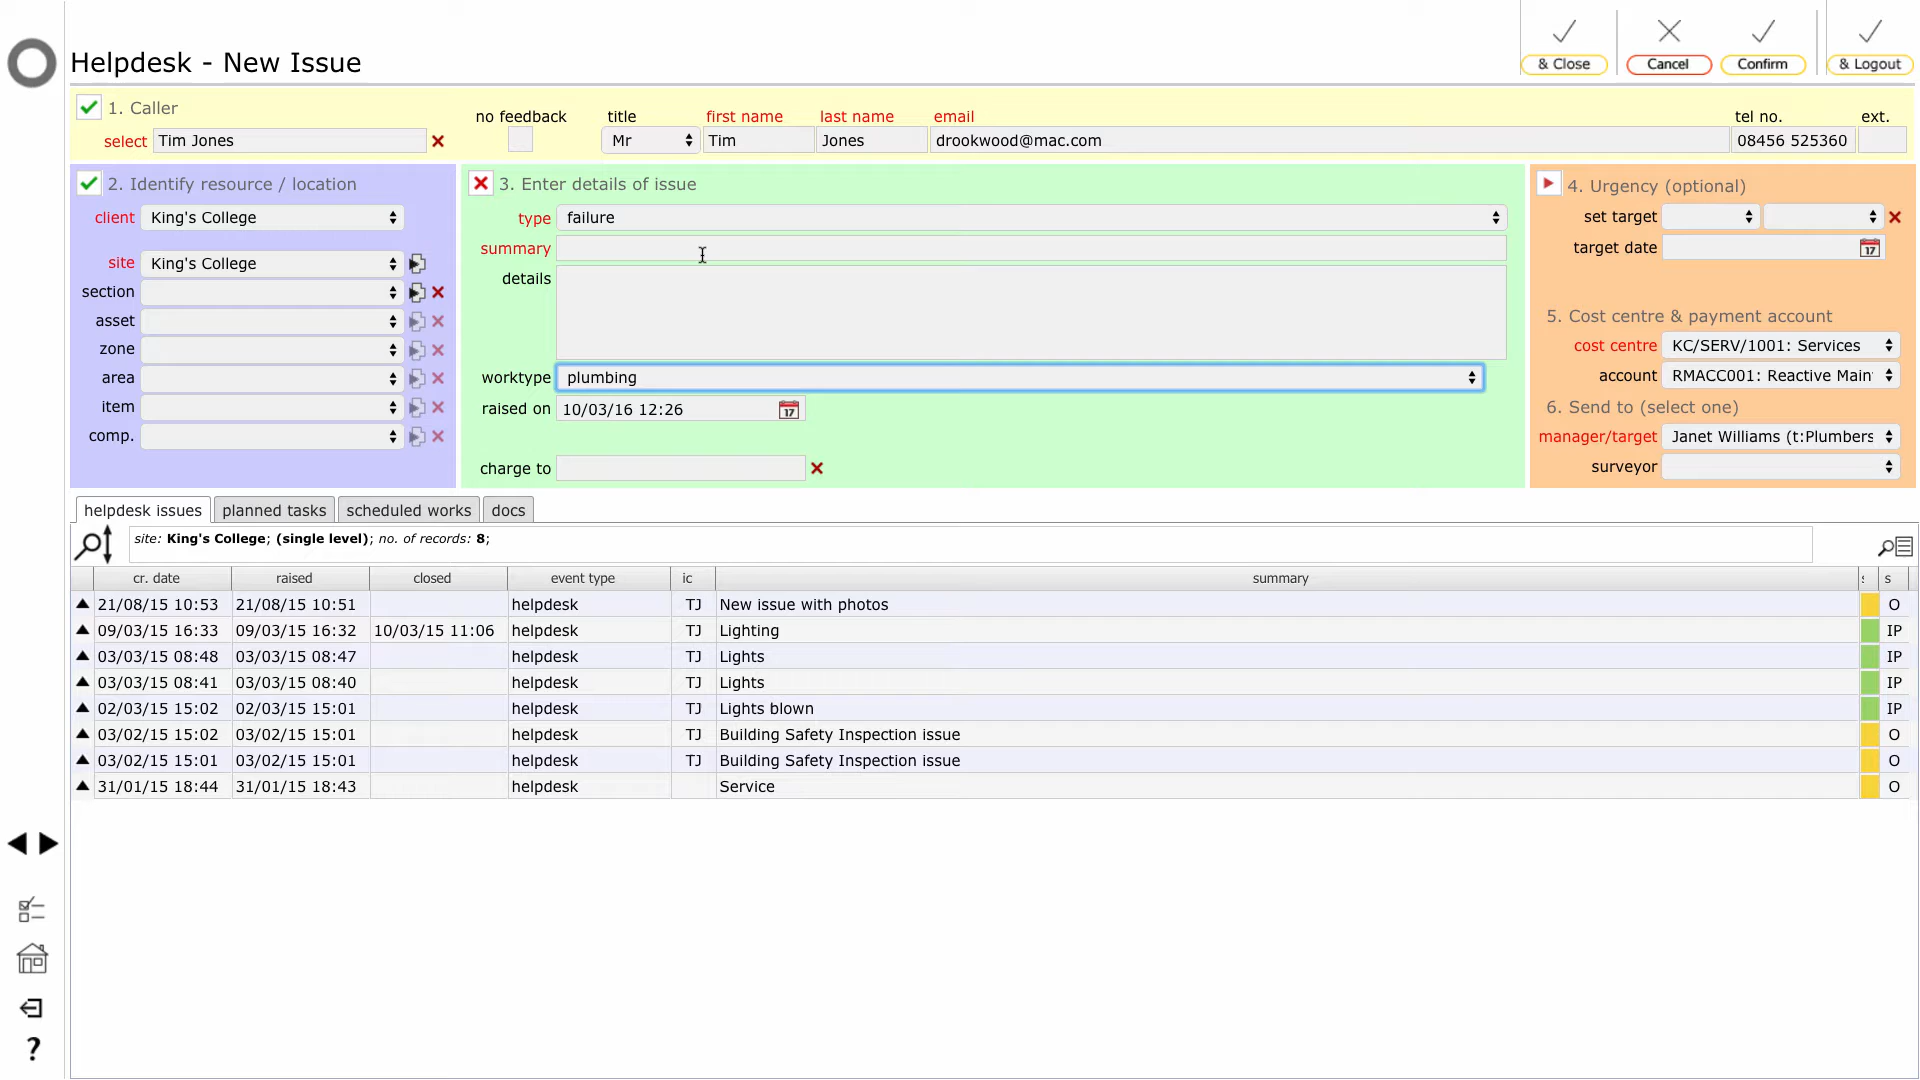 Helpdesk - New Issue
& Close
Cancel
Confirm
& Logout
1. Caller
no feedback
title
first name
last name
email
tel no.
ext.
select
Tim Jones
Mr
Tim
Jones
drookwood@mac.com
08456 525360
2. Identify resource / location
client
King's College
site
King's College
section
asset
zone
area
item
comp.
3. Enter details of issue
type
failure
summary
details
worktype
plumbing
raised on
10/03/16 12:26
17
charge to
4. Urgency (optional)
set target
target date
17
5. Cost centre & payment account
cost centre
KC/SERV/1001: Services
account
RMACC001: Reactive Main
6. Send to (select one)
manager/target
Janet Williams (t:Plumbers
surveyor
helpdesk issues
planned tasks
scheduled works
docs
site: King's College; (single level); no. of records: 8;
cr. date raised closed event type ic summary s s
21/08/15 10:53 21/08/15 10:51 helpdesk TJ New issue with photos O
09/03/15 16:33 09/03/15 16:32 10/03/15 11:06 helpdesk TJ Lighting IP
03/03/15 08:48 03/03/15 08:47 helpdesk TJ Lights IP
03/03/15 08:41 03/03/15 08:40 helpdesk TJ Lights IP
02/03/15 15:02 02/03/15 15:01 helpdesk TJ Lights blown IP
03/02/15 15:02 03/02/15 15:01 helpdesk TJ Building Safety Inspection issue O
03/02/15 15:01 03/02/15 15:01 helpdesk TJ Building Safety Inspection issue O
31/01/15 18:44 31/01/15 18:43 helpdesk Service O
?